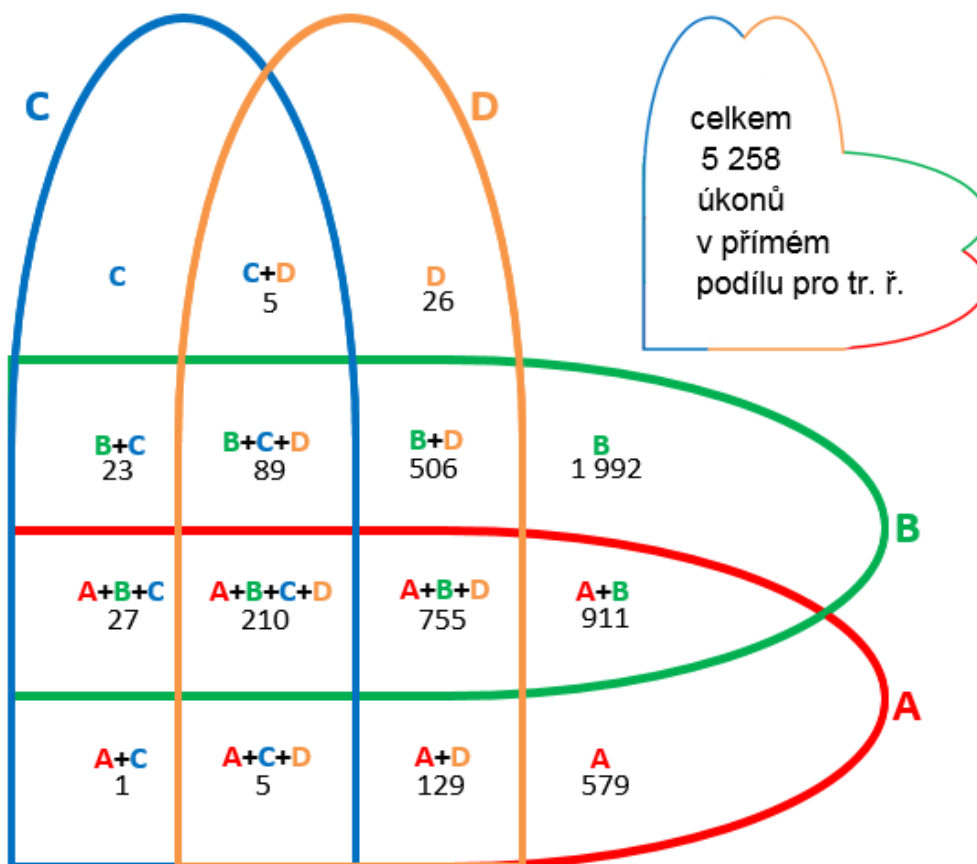 C
D
celkem
5 258
úkonů
v přímém
podílu pro tr. ř.
C
C+D
5
D
26
B+C
23
B+C+D
89
B+D
506
B
1 992
B
A+B+C
27
A+B+C+D
210
A+B+D
755
A+B
911
A
A+C
1
A+C+D
5
A+D
129
A
579